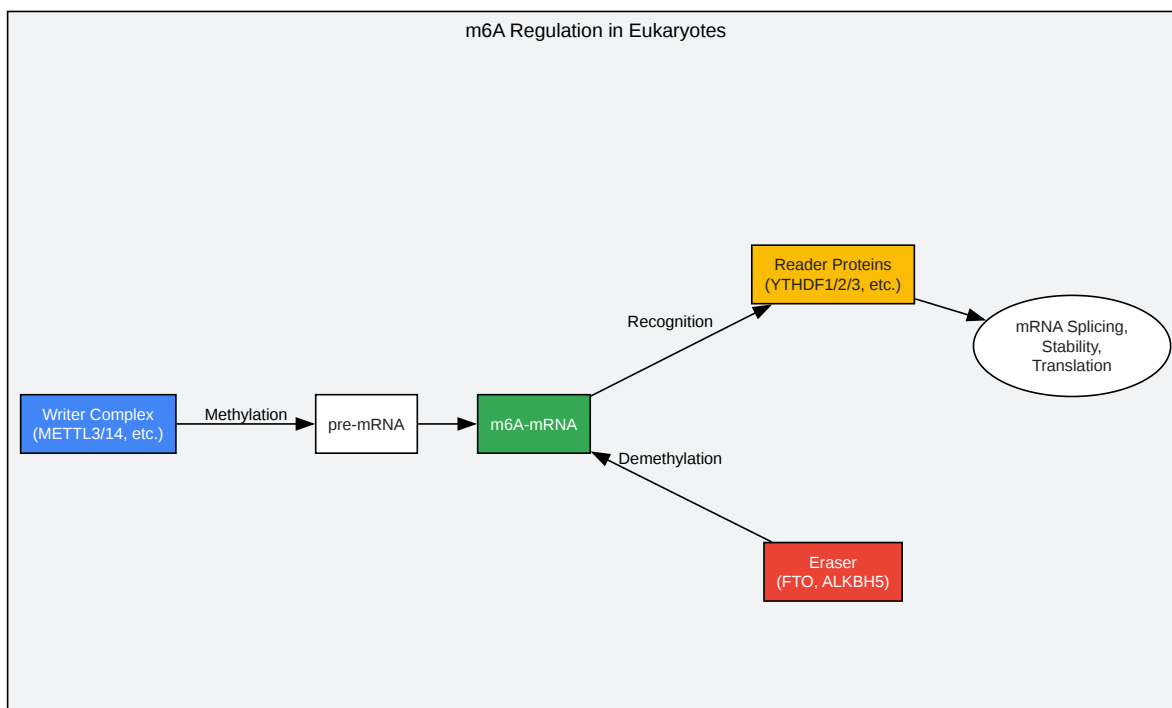 m6A Regulation in Eukaryotes
Reader Proteins
(YTHDF1/2/3, etc.)
Recognition
mRNA Splicing,
Stability,
Translation
Writer Complex
(METTL3/14, etc.)
Methylation
pre-mRNA
m6A-mRNA
Demethylation
Eraser
(FTO, ALKBH5)